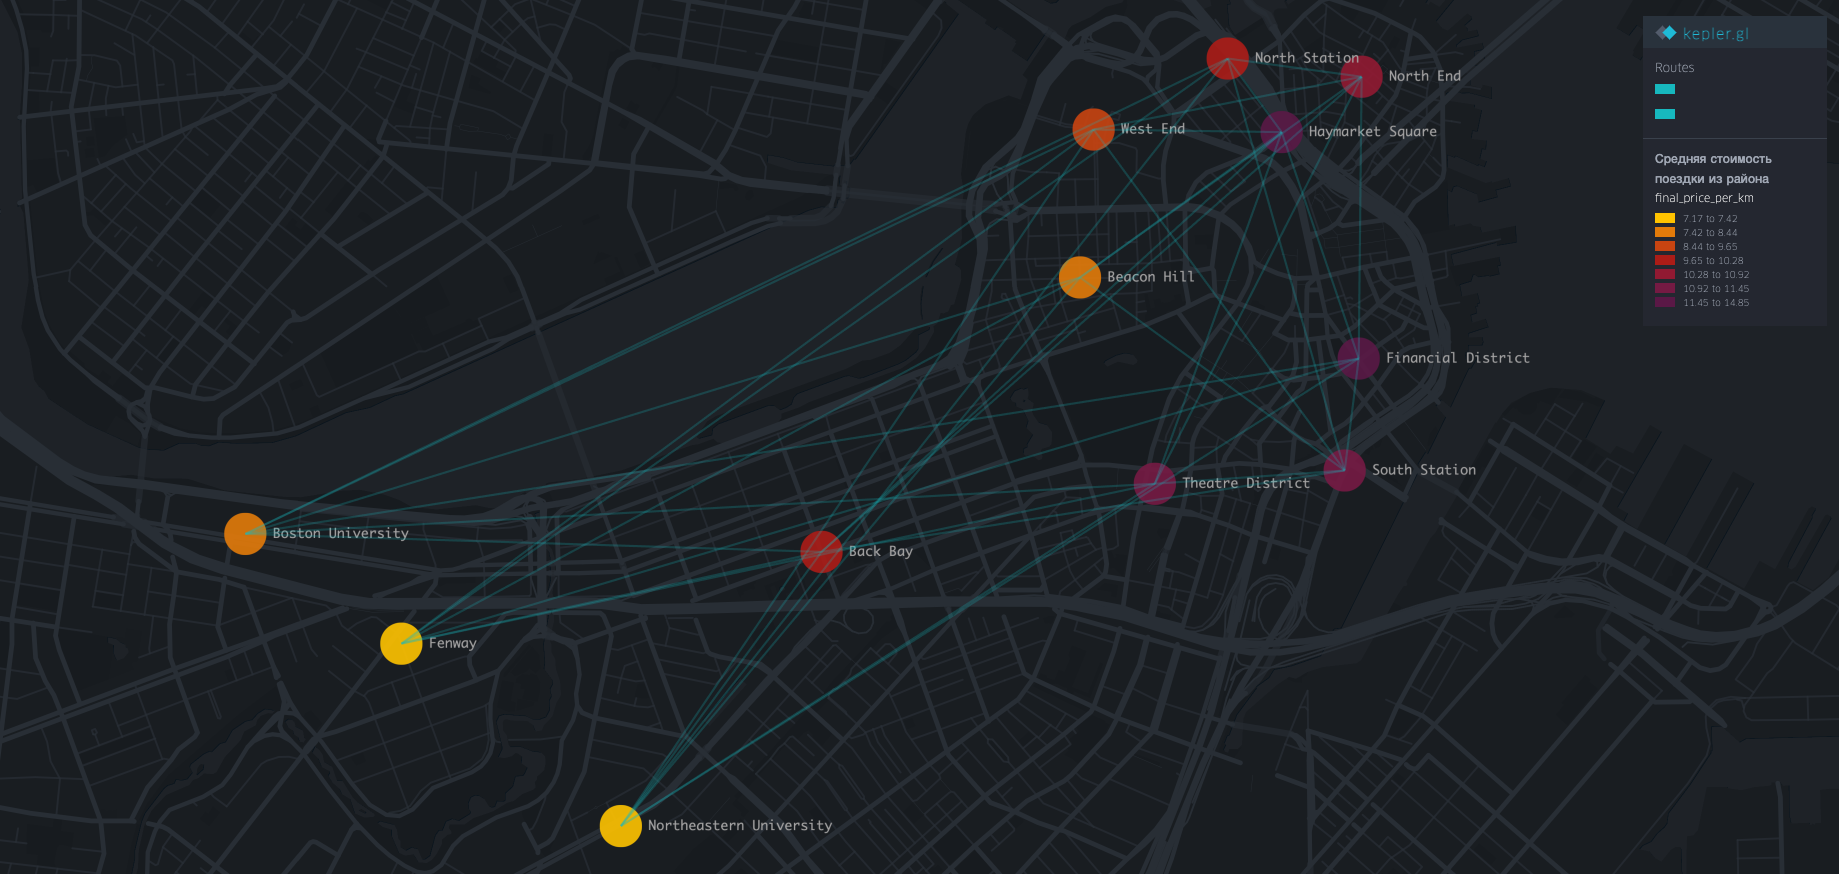 kepler.gl
Routes
Средняя стоимость
поездки из района
final_price_per_km
7.17 to 7.42
7.42 to 8.44
8.44 to 9.65
9.65 to 10.28
10.28 to 10.92
10.92 to 11.45
11.45 to 14.85
North Station
North End
West End
Haymarket Square
Beacon Hill
Financial District
South Station
Theatre District
Boston University
Back Bay
Fenway
Northeastern University